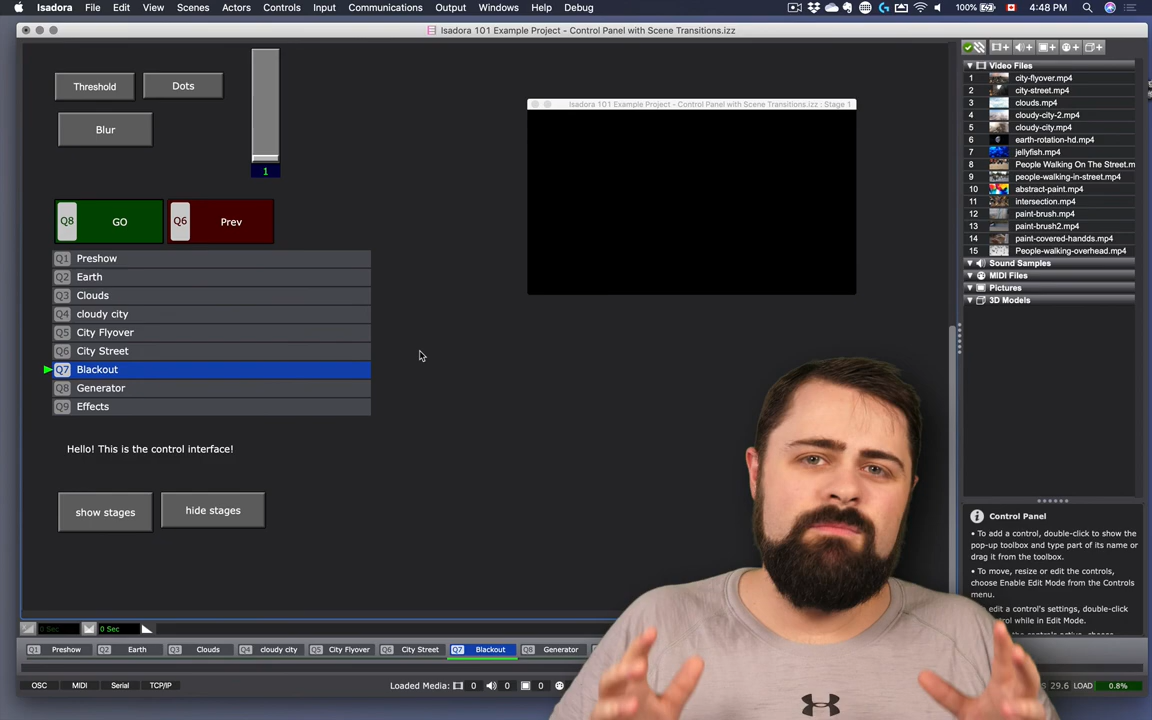 Isadora File Edit View Scenes Actors Controls Input Communications Output Windows Help Debug 100% 4:48 PM
Isadora 101 Example Project - Control Panel with Scene Transitions.izz
Threshold Dots
Blur
1
Q8 GO Q6 Prev
Q1 Preshow
Q2 Earth
Q3 Clouds
Q4 cloudy city
Q5 City Flyover
Q6 City Street
Q7 Blackout
Q8 Generator
Q9 Effects
Hello! This is the control interface!
show stages hide stages
Isadora 101 Example Project - Control Panel with Scene Transitions.izz : Stage 1
Video Files
1 city-flyover.mp4
2 city-street.mp4
3 clouds.mp4
4 cloudy-city-2.mp4
5 cloudy-city.mp4
6 earth-rotation-hd.mp4
7 jellyfish.mp4
8 People Walking On The Street.m
9 people-walking-in-street.mp4
10 abstract-paint.mp4
11 intersection.mp4
12 paint-brush.mp4
13 paint-brush2.mp4
14 paint-covered-handds.mp4
15 People-walking-overhead.mp4
Sound Samples
MIDI Files
Pictures
3D Models
Control Panel
• To add a control, double-click to show the
pop-up toolbox and type part of its name or
drag it from the toolbox.
• To move, resize or edit the controls,
choose Enable Edit Mode from the Controls
menu.
edit a control's settings, double-click
control while in Edit Mode.
0 Sec 0 Sec
Q1 Preshow Q2 Earth Q3 Clouds Q4 cloudy city Q5 City Flyover Q6 City Street Q7 Blackout Q8 Generator
OSC MIDI Serial TCP/IP Loaded Media: 0 0 0 29.6 LOAD 0.8%